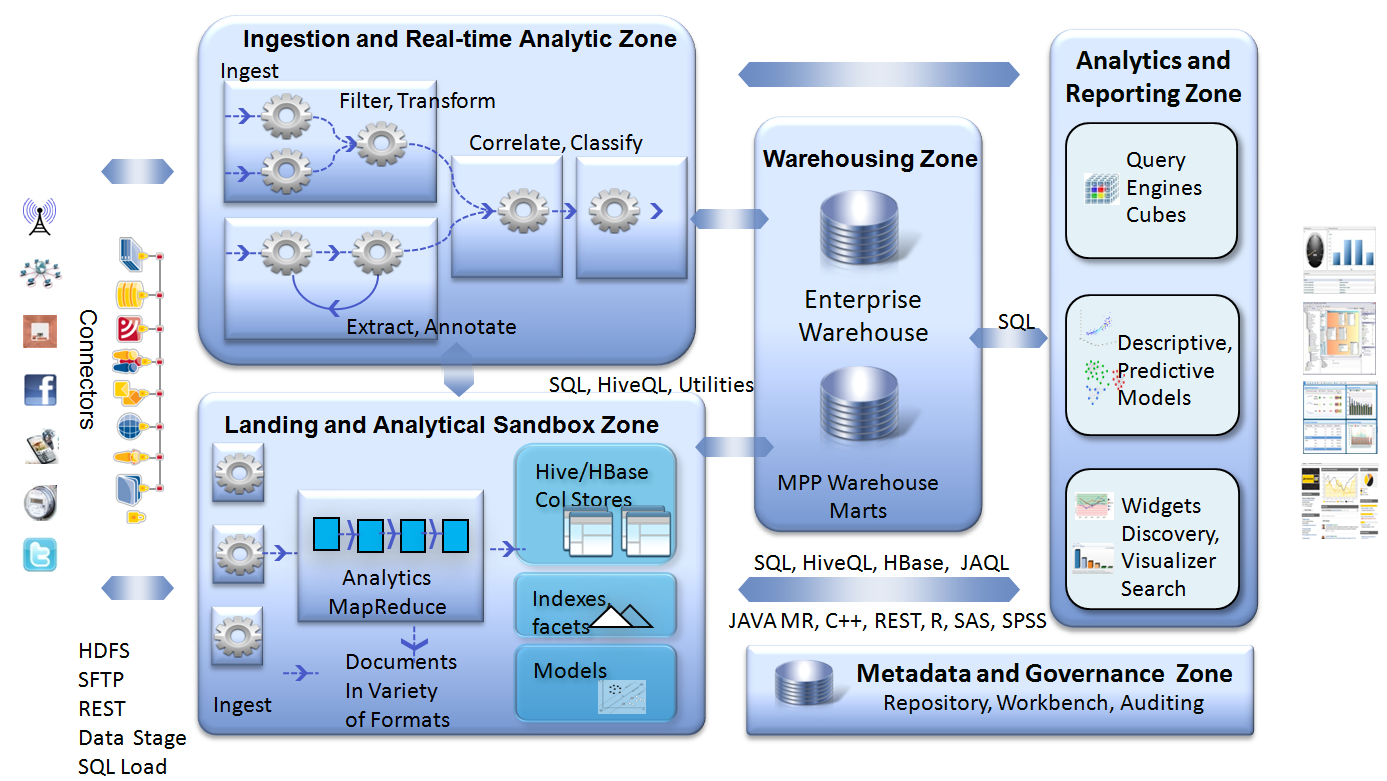 Ingestion and Real-time Analytic Zone
Ingest
Filter, Transform
Correlate, Classify
Extract, Annotate
Connectors
SQL, HiveQL, Utilities
Landing and Analytical Sandbox Zone
Hive/HBase
Col Stores
Analytics
MapReduce
Indexes,
facets
Documents
In Variety
of Formats
Models
Ingest
HDFS
SFTP
REST
Data Stage
SQL Load
Warehousing Zone
Enterprise
Warehouse
MPP Warehouse
Marts
SQL
SQL, HiveQL, HBase, JAQL
JAVA MR, C++, REST, R, SAS, SPSS
Analytics and
Reporting Zone
Query
Engines
Cubes
Descriptive,
Predictive
Models
Widgets
Discovery,
Visualizer
Search
Metadata and Governance Zone
Repository, Workbench, Auditing